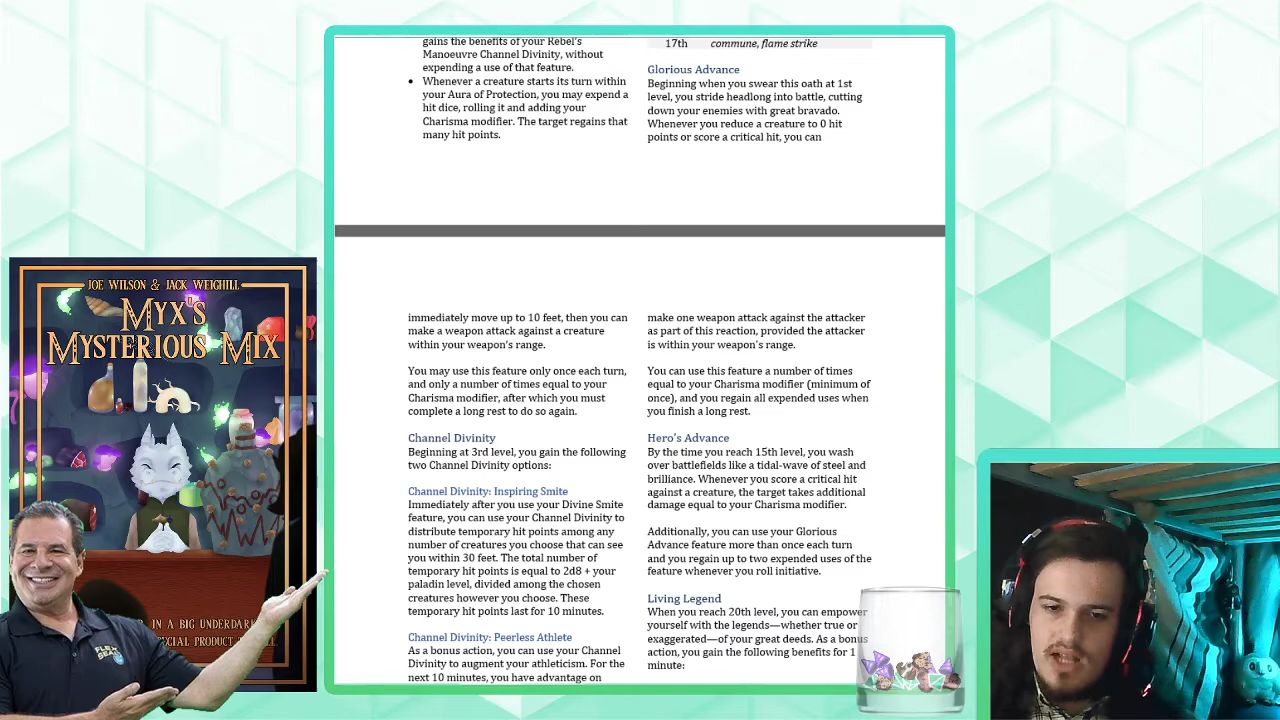 gains the benefits of your Rebel's
Manoeuvre Channel Divinity, without
expending a use of that feature.
• Whenever a creature starts its turn within
your Aura of Protection, you may expend a
hit dice, rolling it and adding your
Charisma modifier. The target regains that
many hit points.
17th commune, flame strike
Glorious Advance
Beginning when you swear this oath at 1st
level, you stride headlong into battle, cutting
down your enemies with great bravado.
Whenever you reduce a creature to 0 hit
points or score a critical hit, you can
immediately move up to 10 feet, then you can
make a weapon attack against a creature
within your weapon's range.
You may use this feature only once each turn,
and only a number of times equal to your
Charisma modifier, after which you must
complete a long rest to do so again.
Channel Divinity
Beginning at 3rd level, you gain the following
two Channel Divinity options:
Channel Divinity: Inspiring Smite
Immediately after you use your Divine Smite
feature, you can use your Channel Divinity to
distribute temporary hit points among any
number of creatures you choose that can see
you within 30 feet. The total number of
temporary hit points is equal to 2d8 + your
paladin level, divided among the chosen
creatures however you choose. These
temporary hit points last for 10 minutes.
Channel Divinity: Peerless Athlete
As a bonus action, you can use your Channel
Divinity to augment your athleticism. For the
next 10 minutes, you have advantage on
make one weapon attack against the attacker
as part of this reaction, provided the attacker
is within your weapon's range.
You can use this feature a number of times
equal to your Charisma modifier (minimum of
once), and you regain all expended uses when
you finish a long rest.
Hero's Advance
By the time you reach 15th level, you wash
over battlefields like a tidal-wave of steel and
brilliance. Whenever you score a critical hit
against a creature, the target takes additional
damage equal to your Charisma modifier.
Additionally, you can use your Glorious
Advance feature more than once each turn
and you regain up to two expended uses of the
feature whenever you roll initiative.
Living Legend
When you reach 20th level, you can empower
yourself with the legends—whether true or
exaggerated—of your great deeds. As a bonus
action, you gain the following benefits for 1
minute:
JOE WILSON & JACK WEIGHILL
MYX'S
MYSTERIOUS MIX
IN A BIG UNDERDARK
PRODUCT
FLEX
SEAL